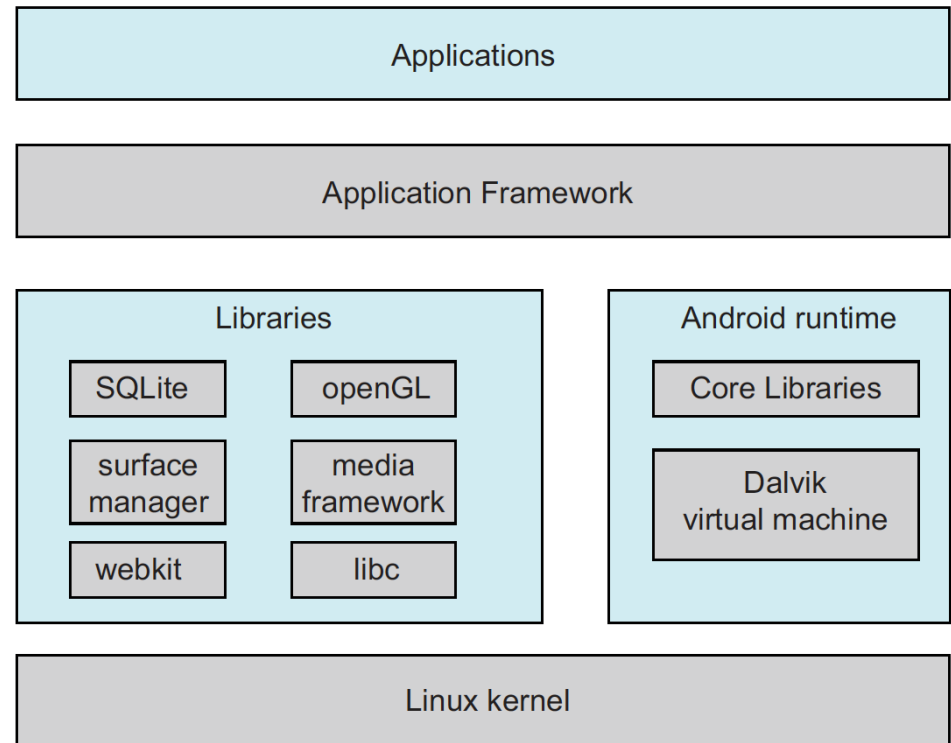 Applications
Application Framework
Libraries
SQLite
openGL
surface
manager
media
framework
webkit
libc
Android runtime
Core Libraries
Dalvik
virtual machine
Linux kernel